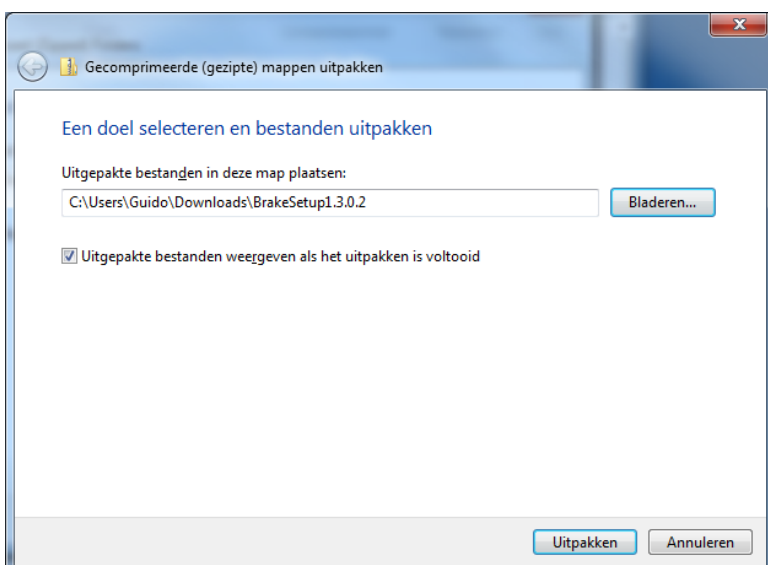 Gecomprimeerde (gezipte) mappen uitpakken
Een doel selecteren en bestanden uitpakken
Uitgepakte bestanden in deze map plaatsen:
C:\Users\Guido\Downloads\BrakeSetup1.3.0.2
Bladeren...
Uitgepakte bestanden weergeven als het uitpakken is voltooid
Uitpakken
Annuleren